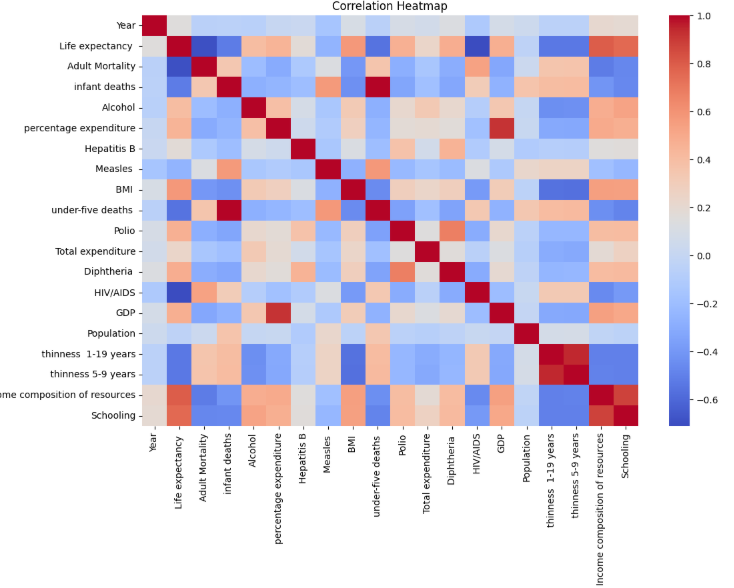 Correlation Heatmap
Year
Life expectancy
Adult Mortality
infant deaths
Alcohol
percentage expenditure
Hepatitis B
Measles
BMI
under-five deaths
Polio
Total expenditure
Diphtheria
HIV/AIDS
GDP
Population
thinness 1-19 years
thinness 5-9 years
ome composition of resources
Schooling
Year
Life expectancy
Adult Mortality
infant deaths
Alcohol
percentage expenditure
Hepatitis B
Measles
BMI
under-five deaths
Polio
Total expenditure
Diphtheria
HIV/AIDS
GDP
Population
thinness 1-19 years
thinness 5-9 years
Income composition of resources
Schooling
1.0
0.8
0.6
0.4
0.2
0.0
−0.2
−0.4
−0.6